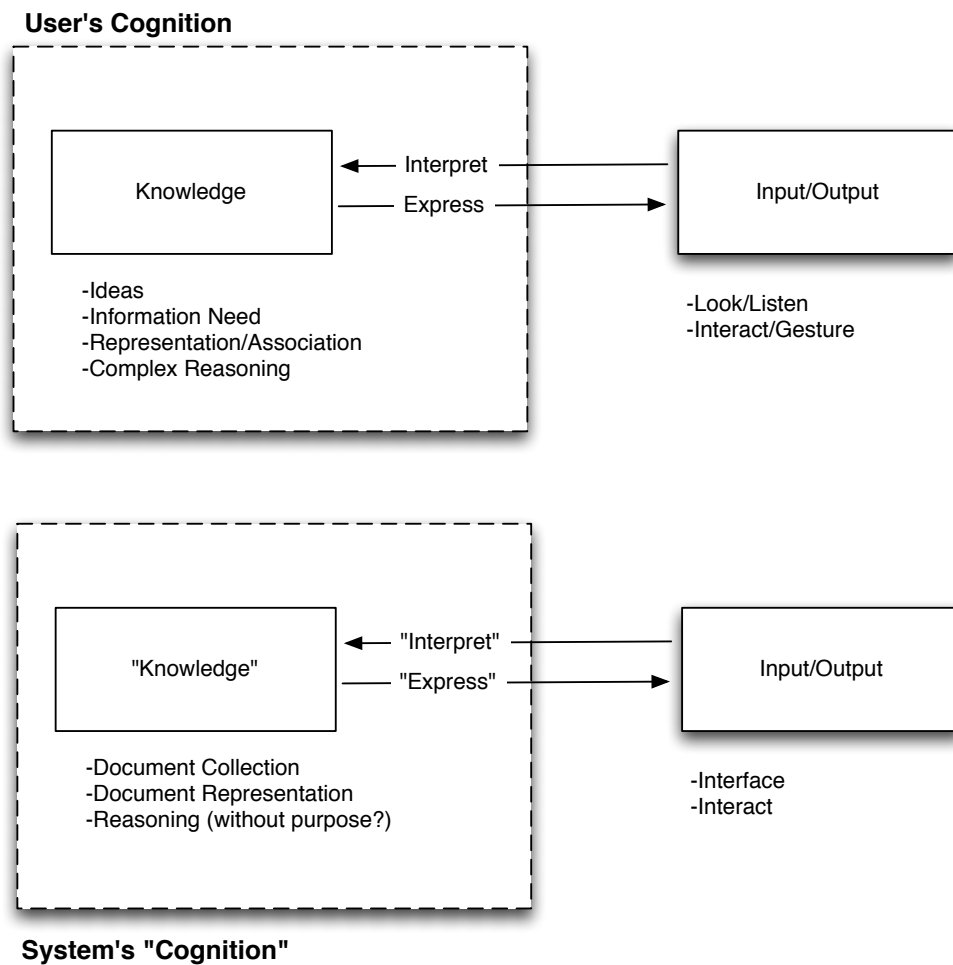 User's Cognition
Knowledge
Interpret
Express
Input/Output
-Ideas
-Information Need
-Representation/Association
-Complex Reasoning
-Look/Listen
-Interact/Gesture
"Knowledge"
"Interpret"
"Express"
Input/Output
-Document Collection
-Document Representation
-Reasoning (without purpose?)
-Interface
-Interact
System's "Cognition"